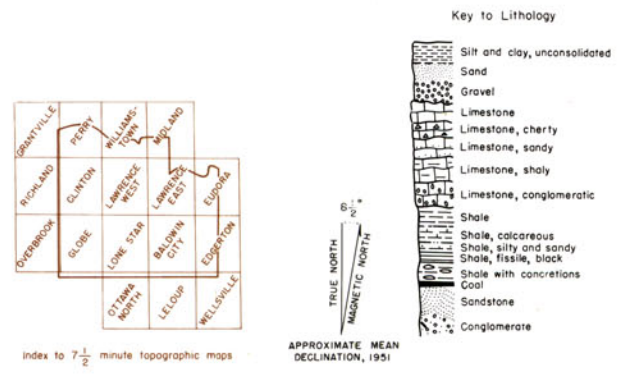 Key to Lithology
Silt and clay, unconsolidated
Sand
Gravel
Limestone
Limestone, cherty
Limestone, sandy
Limestone, shaly
Limestone, conglomeratic
Shale
Shale, calcareous
Shale, silty and sandy
Shale, fissile, black
Shale with concretions
Coal
Sandstone
Conglomerate
GRANTVILLE
PERRY
WILLIAMS-
TOWN
MIDLAND
RICHLAND
CLINTON
LAWRENCE
WEST
LAWRENCE
EAST
EUDORA
OVERBROOK
GLOBE
LONE STAR
BALDWIN
CITY
EDGERTON
OTTAWA
NORTH
LELOUP
WELLSVILLE
Index to 7 1/2 minute topographic maps
8 1/2°
TRUE NORTH
MAGNETIC NORTH
APPROXIMATE MEAN
DECLINATION, 1951